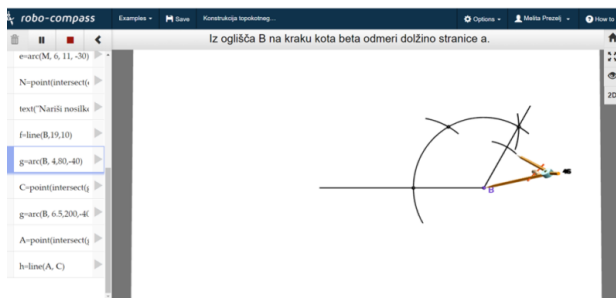 robo-compass
Examples
Save
Konstrukcija topokotneg...
Options
Melita Prezelj
How to
Iz oglišča B na kraku kota beta odmeri dolžino stranice a.
e=arc(M, 6, 11, -30)
N=point(intersect(
text("Nariši nosilka
f=line(B,19,10)
g=arc(B, 4,80,-40)
C=point(intersect(g
g=arc(B, 6.5,200,-4(
A=point(intersect(g
h=line(A, C)
2D
B